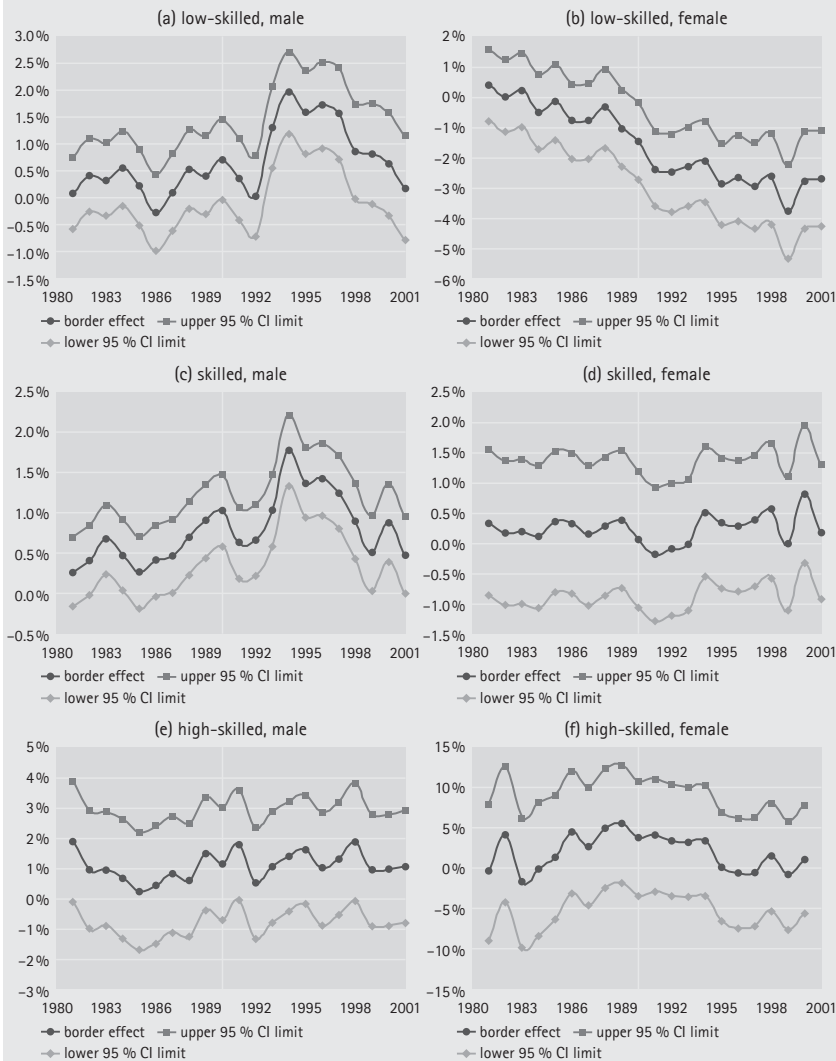 (a) low-skilled, male
3.0 %
2.5 %
2.0 %
1.5 %
1.0 %
0.5 %
0.0 %
−0.5 %
−1.0 %
−1.5 %
1980 1983 1986 1989 1992 1995 1998 2001
border effect upper 95 % CI limit
lower 95 % CI limit
(b) low-skilled, female
2 %
1 %
0 %
−1 %
−2 %
−3 %
−4 %
−5 %
−6 %
1980 1983 1986 1989 1992 1995 1998 2001
border effect upper 95 % CI limit
lower 95 % CI limit
(c) skilled, male
2.5 %
2.0 %
1.5 %
1.0 %
0.5 %
0.0 %
−0.5 %
1980 1983 1986 1989 1992 1995 1998 2001
border effect upper 95 % CI limit
lower 95 % CI limit
(d) skilled, female
2.5 %
2.0 %
1.5 %
1.0 %
0.5 %
0.0 %
−0.5 %
−1.0 %
−1.5 %
1980 1983 1986 1989 1992 1995 1998 2001
border effect upper 95 % CI limit
lower 95 % CI limit
(e) high-skilled, male
5 %
4 %
3 %
2 %
1 %
0 %
−1 %
−2 %
−3 %
1980 1983 1986 1989 1992 1995 1998 2001
border effect upper 95 % CI limit
lower 95 % CI limit
(f) high-skilled, female
15 %
10 %
5 %
0 %
−5 %
−10 %
−15 %
1980 1983 1986 1989 1992 1995 1998 2001
border effect upper 95 % CI limit
lower 95 % CI limit